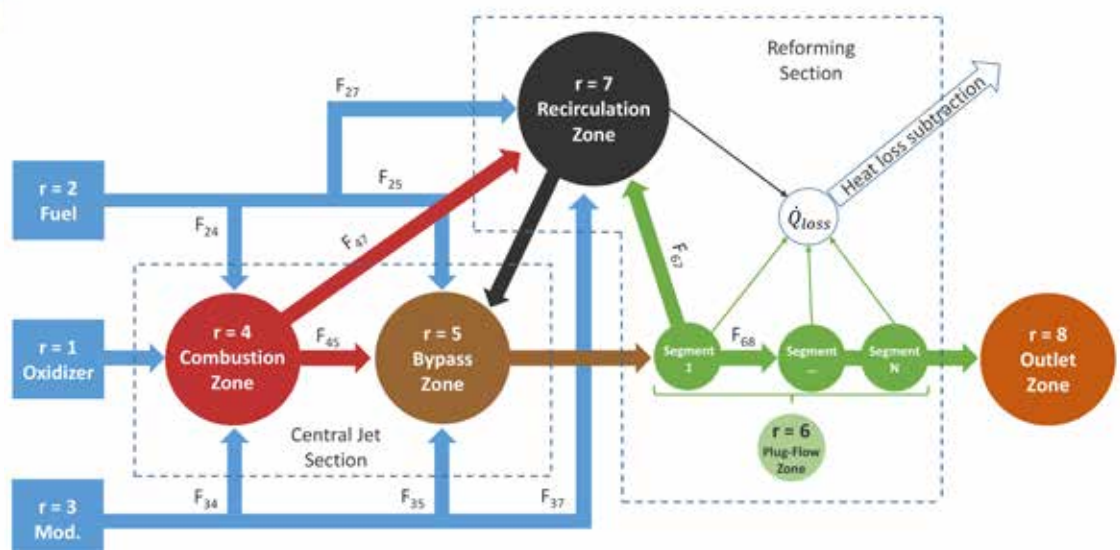 r = 7
Recirculation
Zone
Reforming
Section
Heat loss subtraction
F27
r = 2
Fuel
F25
F24
F47
Q̇loss
F67
r = 1
Oxidizer
r = 4
Combustion
Zone
F45
r = 5
Bypass
Zone
Segment
1
F68
Segment
...
Segment
N
r = 8
Outlet
Zone
r = 6
Plug-Flow
Zone
Central Jet
Section
r = 3
Mod.
F34
F35
F37